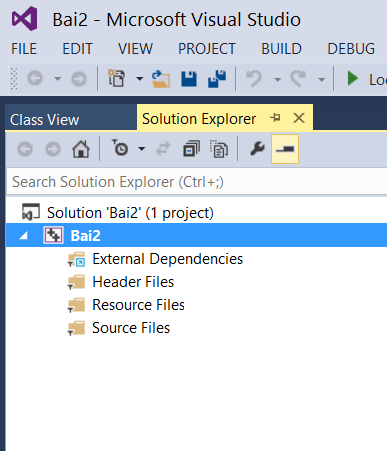 Bai2 - Microsoft Visual Studio
FILE EDIT VIEW PROJECT BUILD DEBUG
Class View Solution Explorer
Search Solution Explorer (Ctrl+;)
Solution 'Bai2' (1 project)
Bai2
External Dependencies
Header Files
Resource Files
Source Files